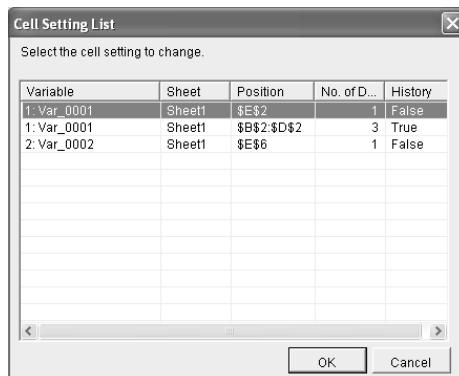 Cell Setting List
Select the cell setting to change.
Variable Sheet Position No. of D... History
1: Var_0001 Sheet1 $E$2 1 False
1: Var_0001 Sheet1 $B$2:$D$2 3 True
2: Var_0002 Sheet1 $E$6 1 False
OK Cancel